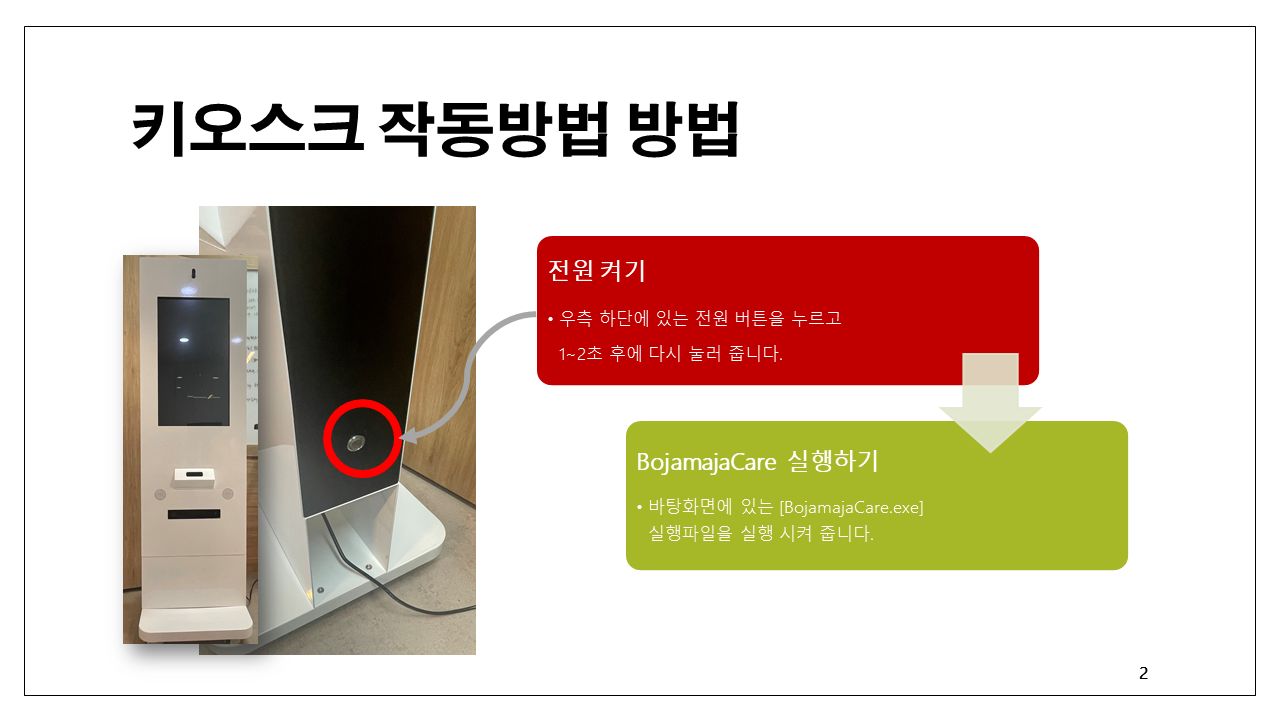 키오스크 작동방법 방법
전원 켜기
• 우측 하단에 있는 전원 버튼을 누르고
1~2초 후에 다시 눌러 줍니다.
BojamajaCare 실행하기
• 바탕화면에 있는 [BojamajaCare.exe]
실행파일을 실행 시켜 줍니다.
2